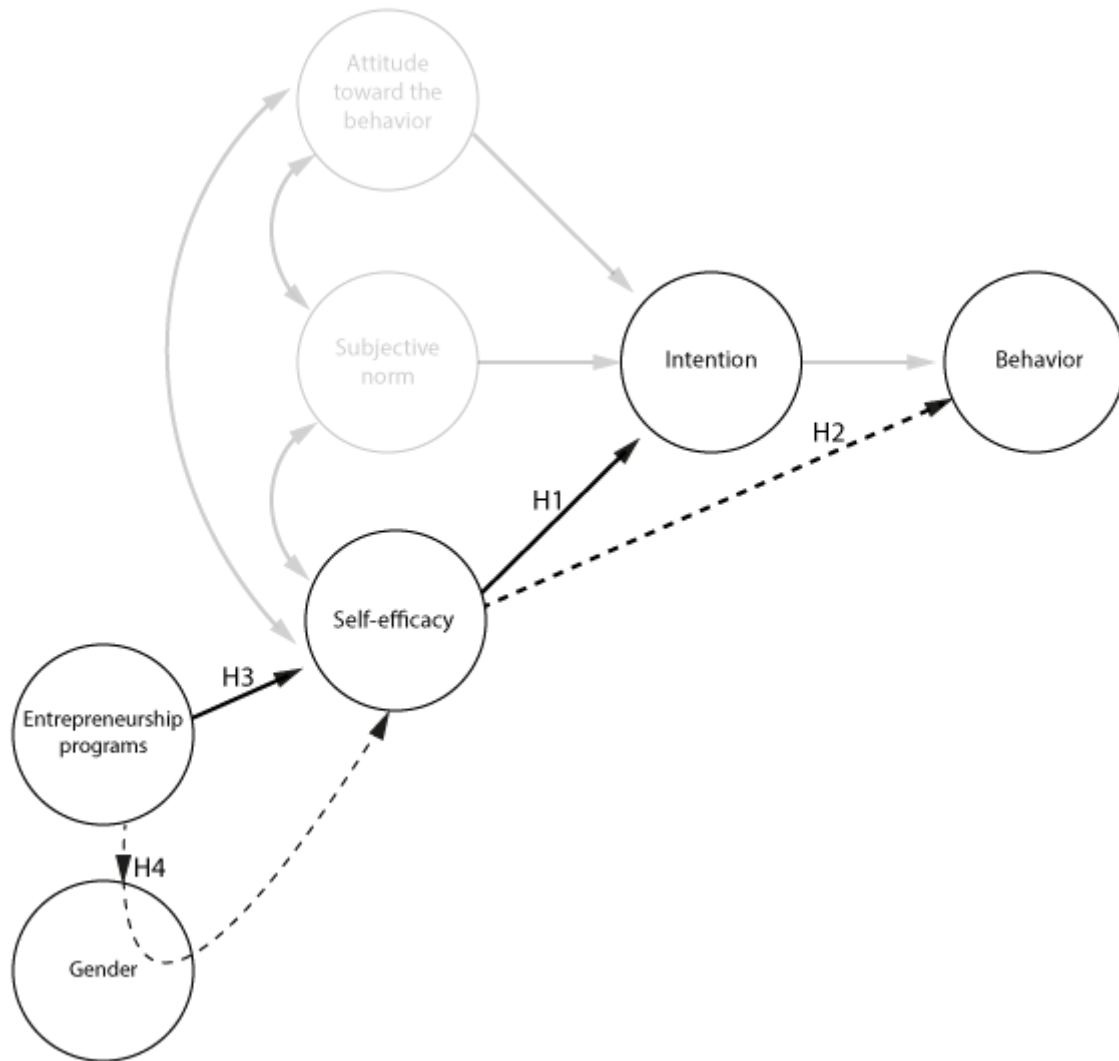 Attitude
toward the
behavior
Subjective
norm
Intention
Behavior
H2
H1
Self-efficacy
H3
Entrepreneurship
programs
H4
Gender